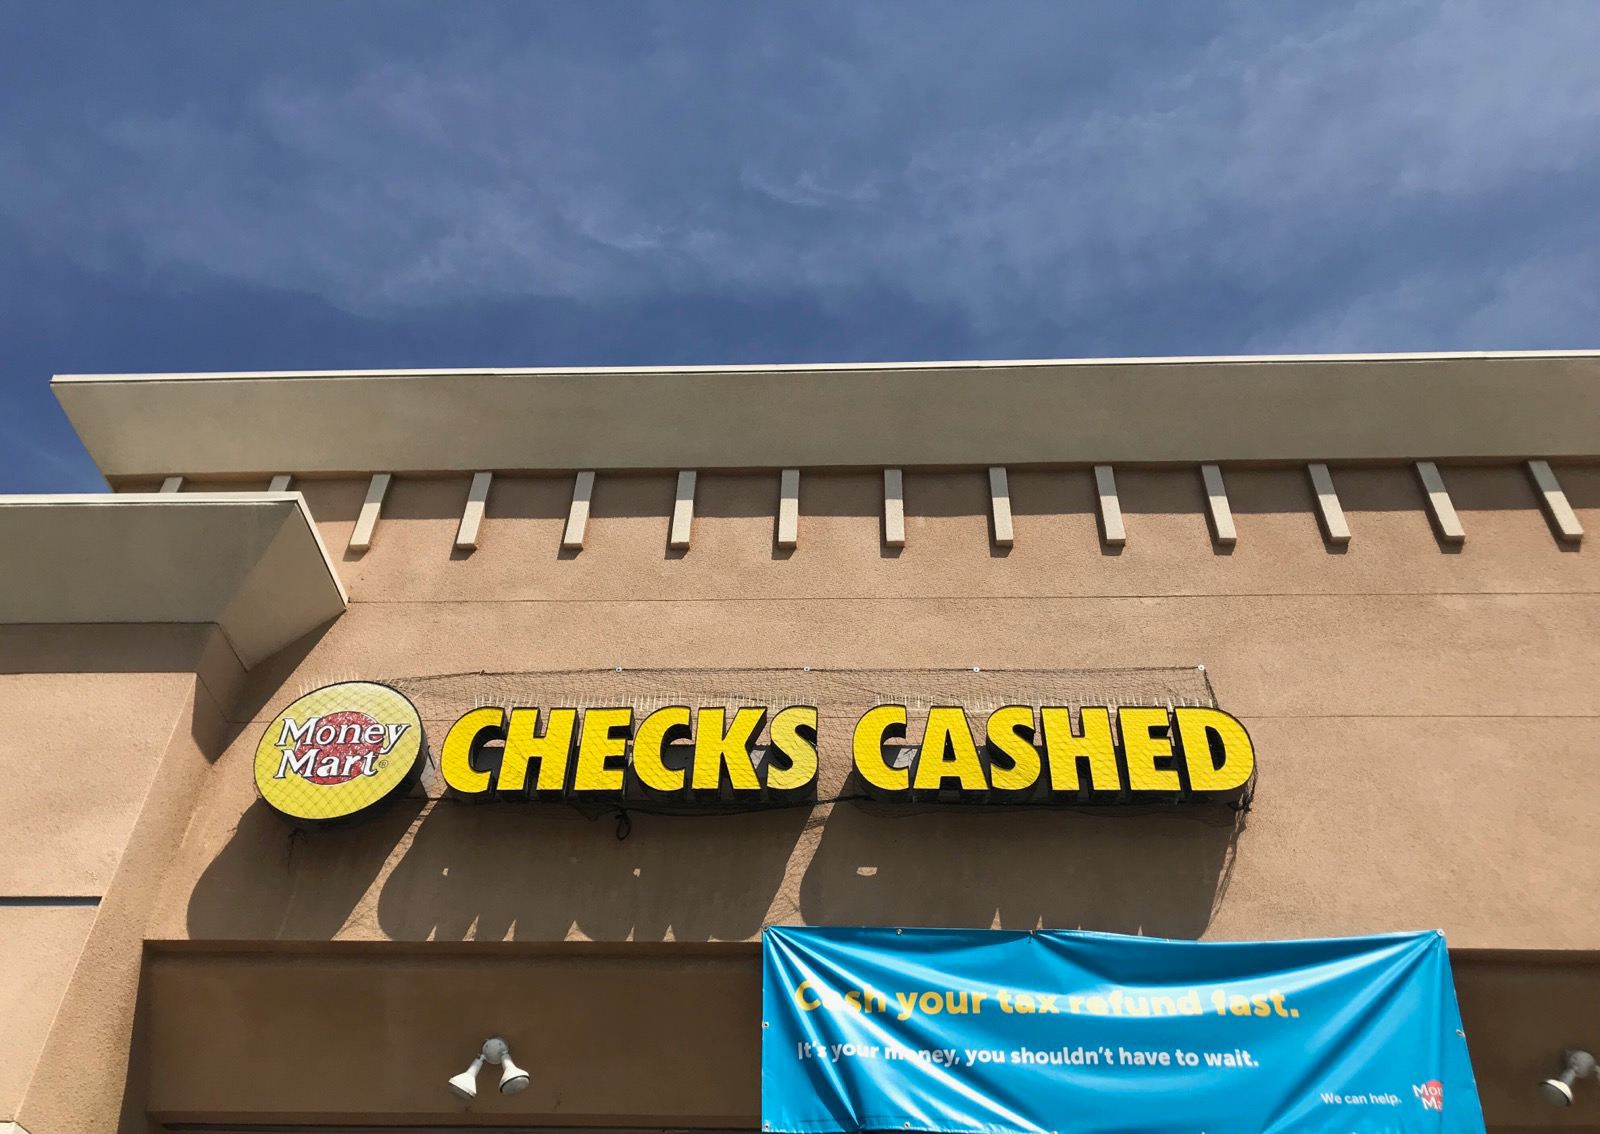 Money
Mart®
CHECKS CASHED
Cash your tax refund fast.
It's your money, you shouldn't have to wait.
We can help.